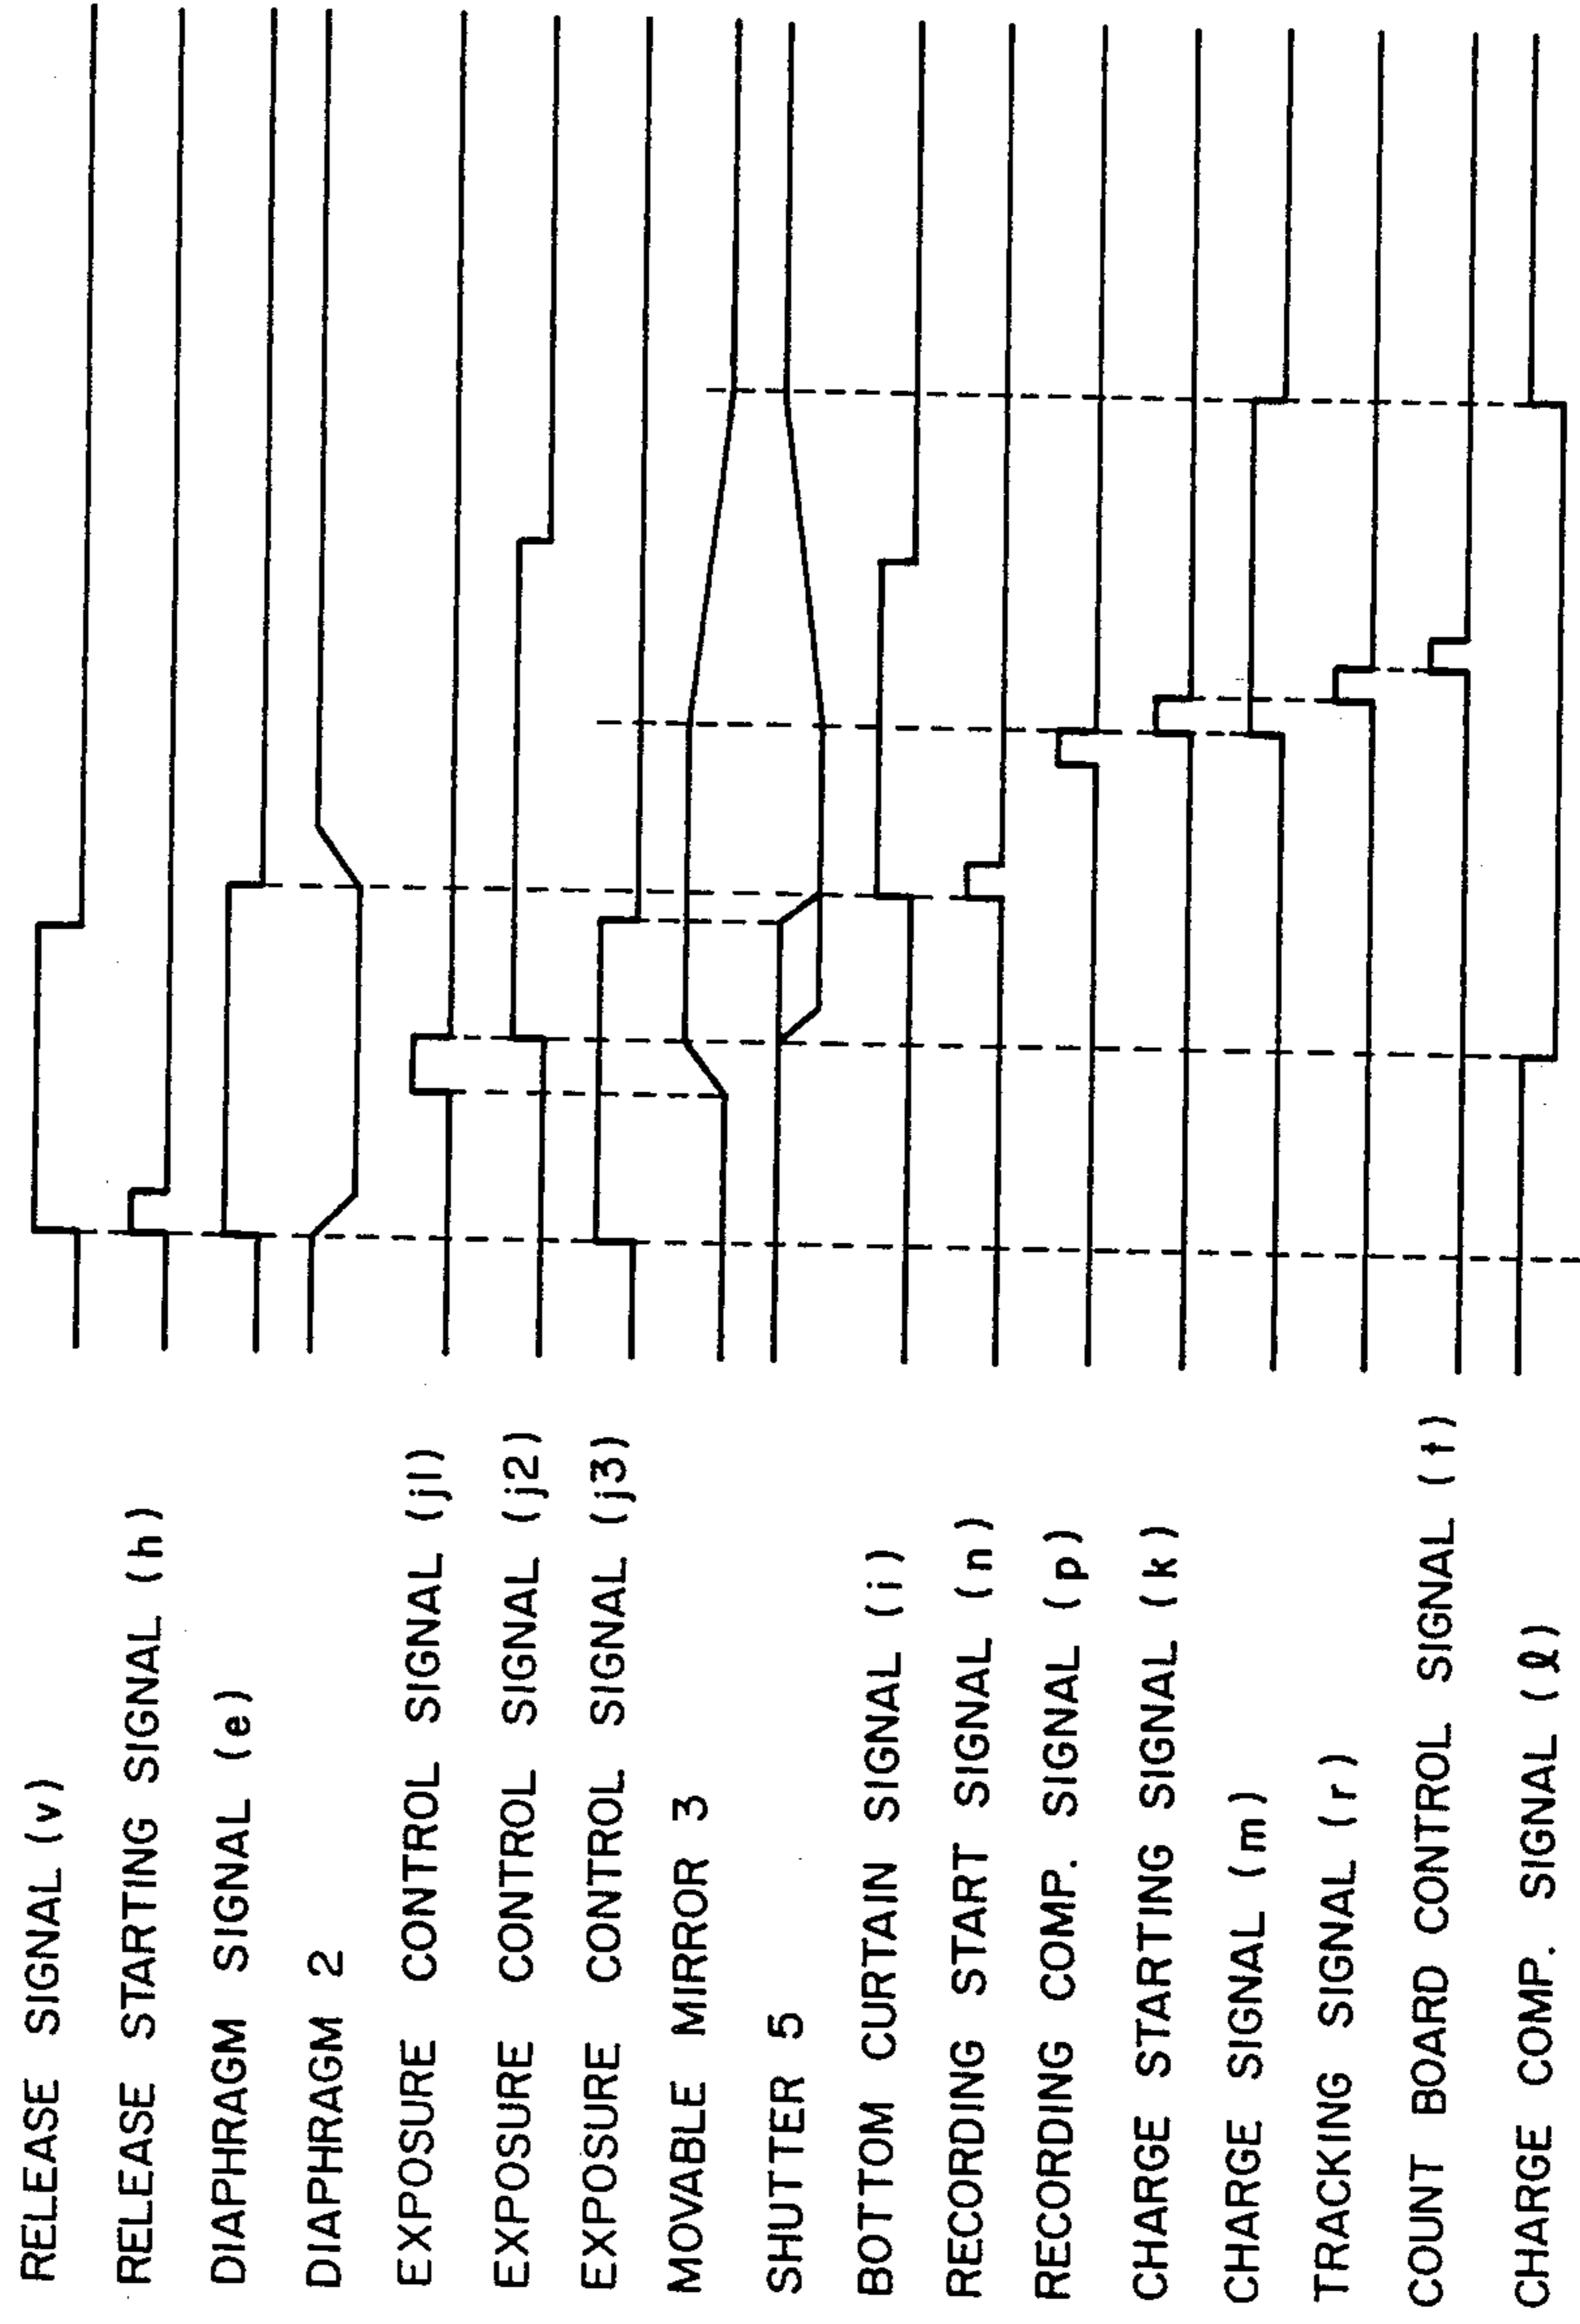 RELEASE SIGNAL (v)
RELEASE STARTING SIGNAL (h)
DIAPHRAGM SIGNAL (e)
DIAPHRAGM 2
EXPOSURE CONTROL SIGNAL (j1)
EXPOSURE CONTROL SIGNAL (j2)
EXPOSURE CONTROL SIGNAL (j3)
MOVABLE MIRROR 3
SHUTTER 5
BOTTOM CURTAIN SIGNAL (i)
RECORDING START SIGNAL (n)
RECORDING COMP. SIGNAL (p)
CHARGE STARTING SIGNAL (k)
CHARGE SIGNAL (m)
TRACKING SIGNAL (r)
COUNT BOARD CONTROL SIGNAL (t)
CHARGE COMP. SIGNAL (ℓ)